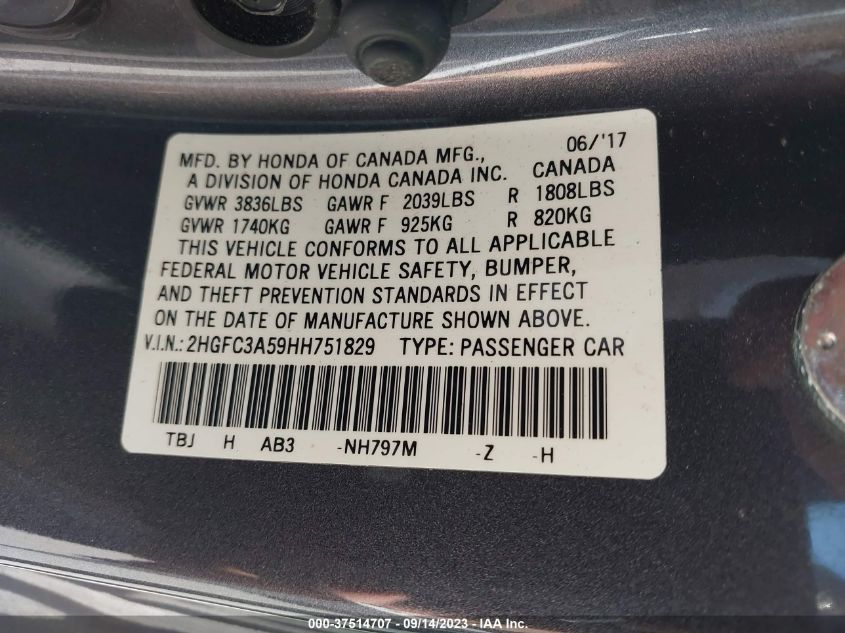 06/'17
MFD. BY HONDA OF CANADA MFG.,
A DIVISION OF HONDA CANADA INC. CANADA
GVWR 3836LBS GAWR F 2039LBS R 1808LBS
GVWR 1740KG GAWR F 925KG R 820KG
THIS VEHICLE CONFORMS TO ALL APPLICABLE
FEDERAL MOTOR VEHICLE SAFETY, BUMPER,
AND THEFT PREVENTION STANDARDS IN EFFECT
ON THE DATE OF MANUFACTURE SHOWN ABOVE.
V.I.N.: 2HGFC3A59HH751829 TYPE: PASSENGER CAR
TBJ H AB3 -NH797M -Z -H
000-37514707 - 09/14/2023 - IAA Inc.